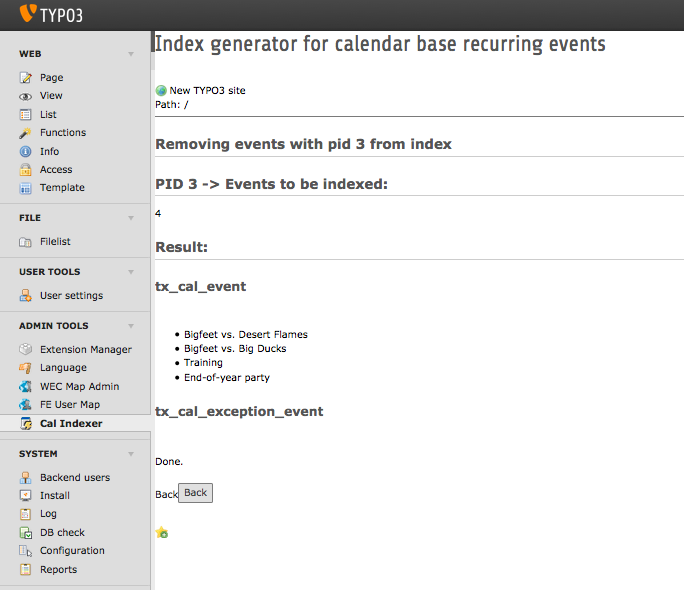 TYPO3
WEB
Page
View
List
Functions
Info
Access
Template
FILE
Filelist
USER TOOLS
User settings
ADMIN TOOLS
Extension Manager
Language
WEC Map Admin
FE User Map
Cal Indexer
SYSTEM
Backend users
Install
Log
DB check
Configuration
Reports
Index generator for calendar base recurring events
New TYPO3 site
Path: /
Removing events with pid 3 from index
PID 3 -> Events to be indexed:
4
Result:
tx_cal_event
• Bigfeet vs. Desert Flames
• Bigfeet vs. Big Ducks
• Training
• End-of-year party
tx_cal_exception_event
Done.
Back Back